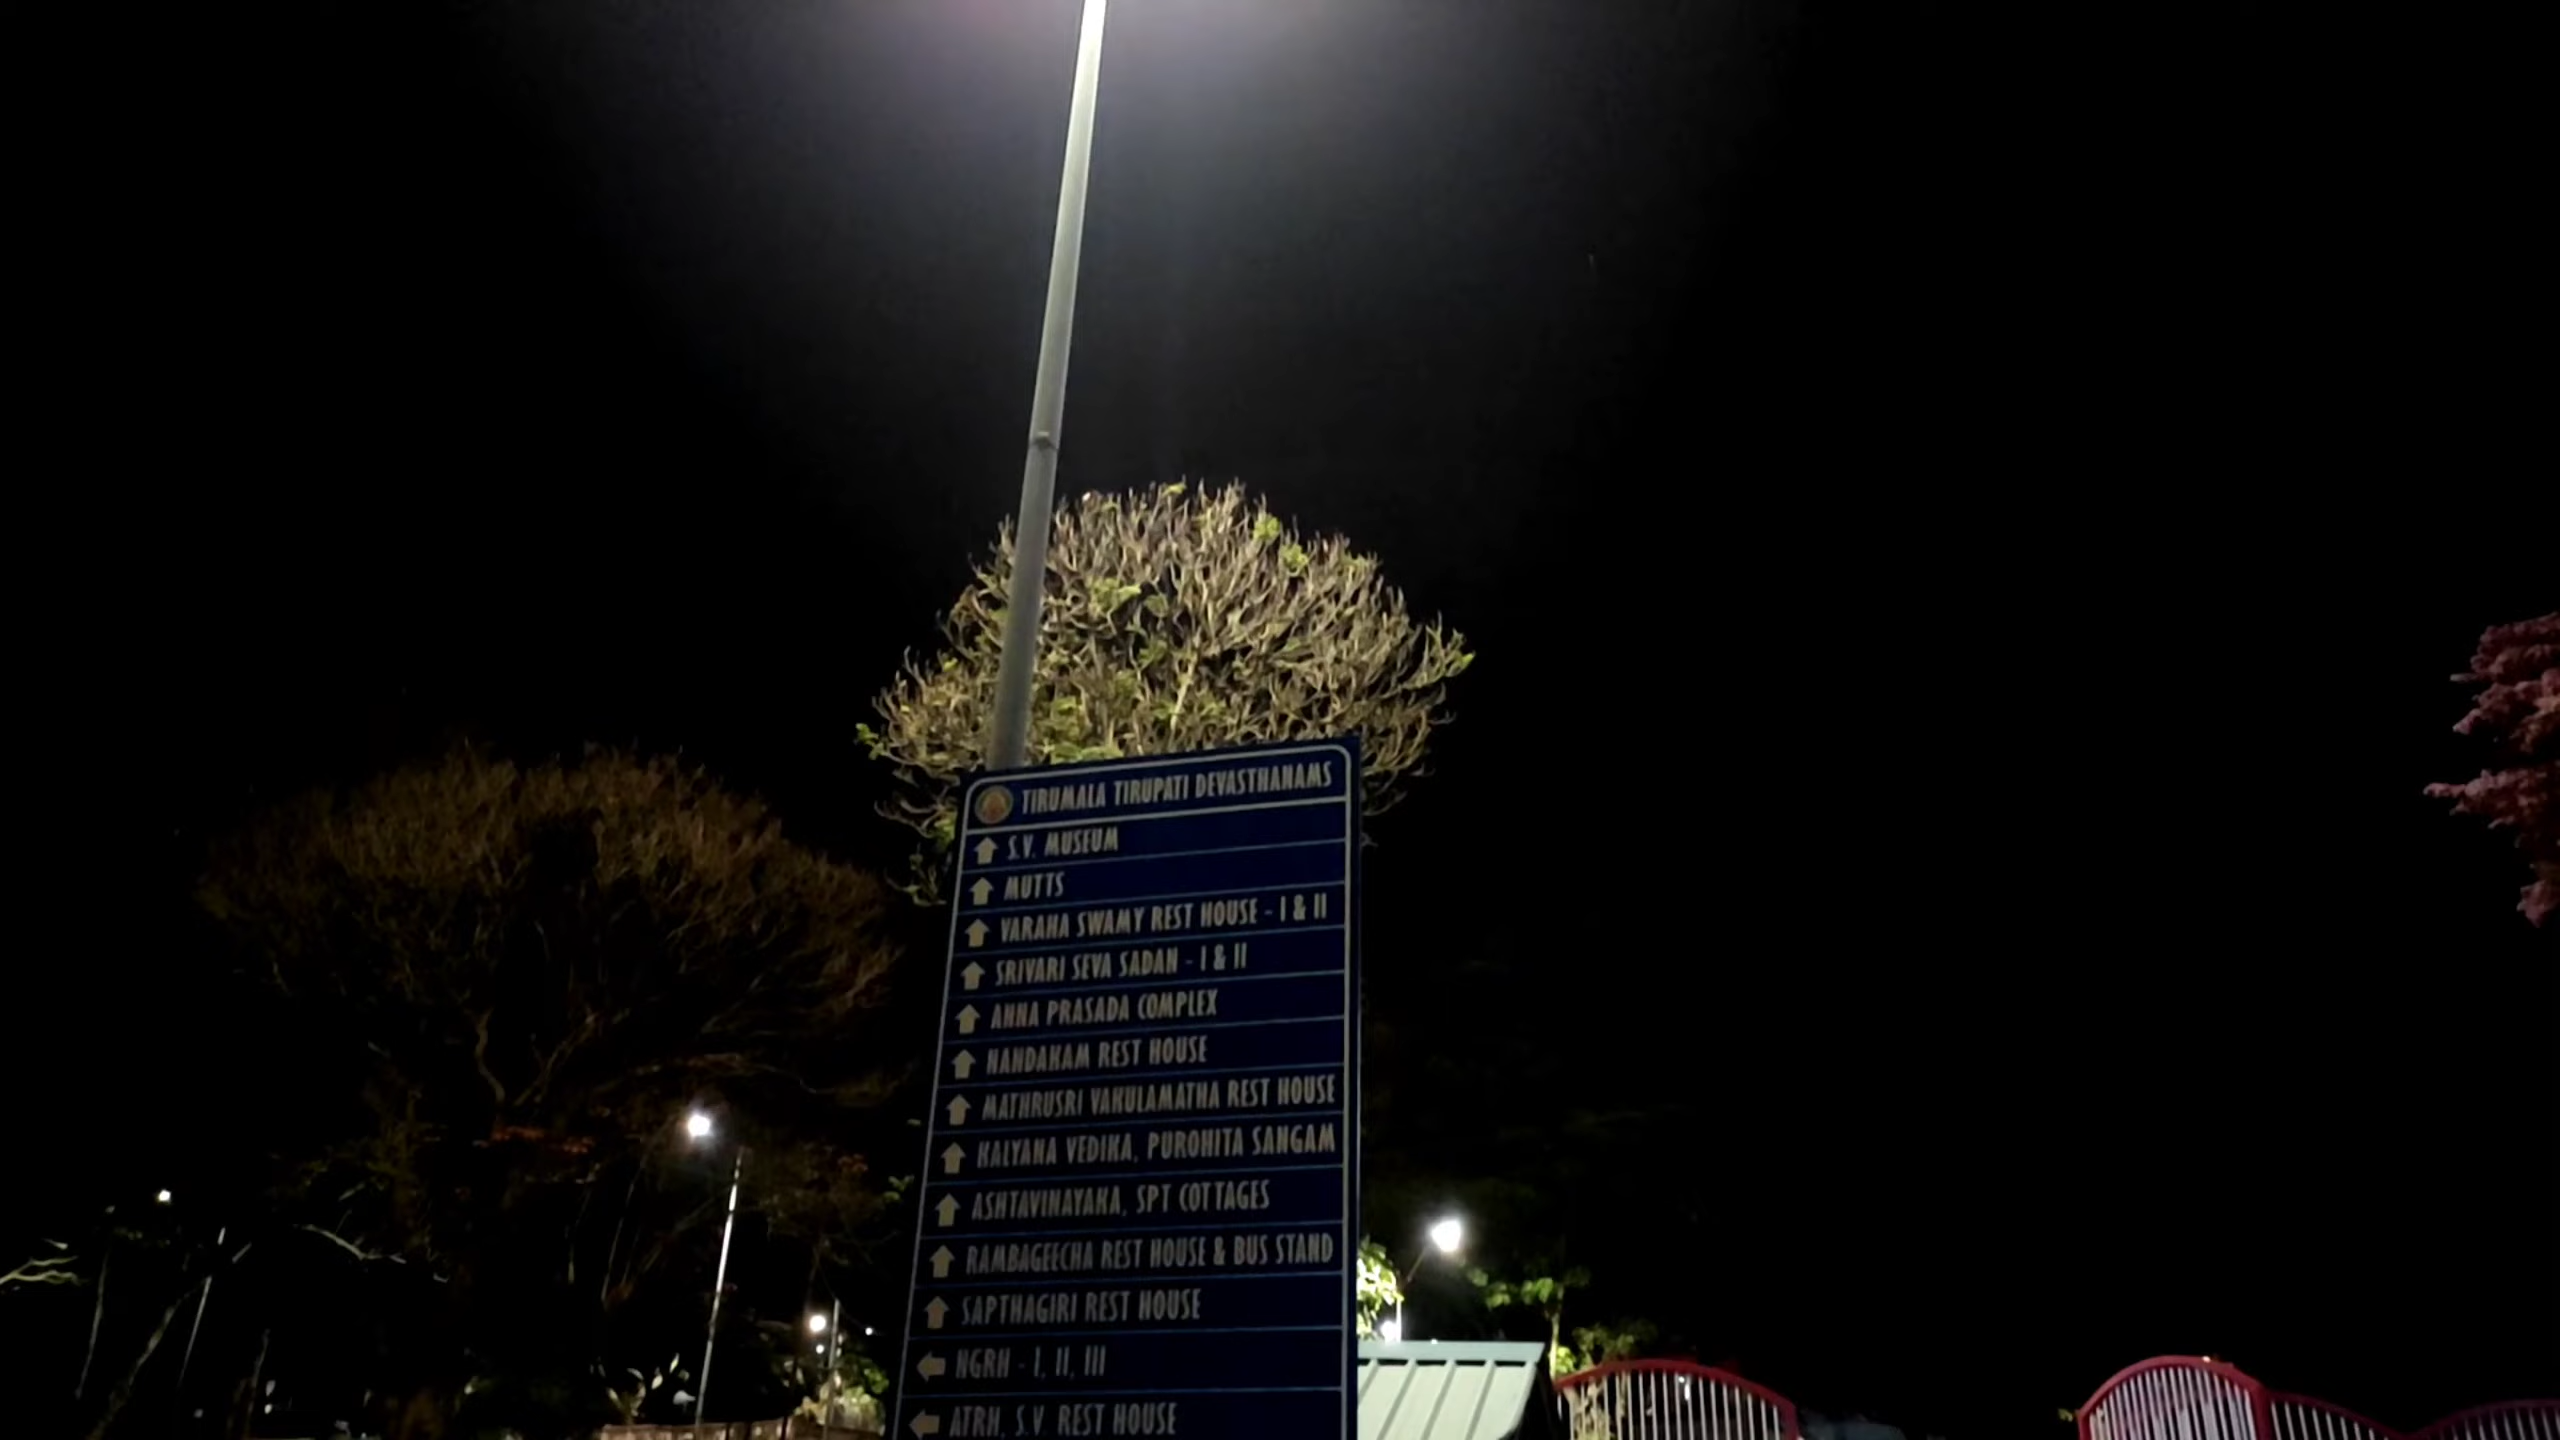 TIRUMALA TIRUPATI DEVASTHANAMS
S.V. MUSEUM
MUTTS
VARAHA SWAMY REST HOUSE - I & II
SRIVARI SEVA SADAN - I & II
ANNA PRASADA COMPLEX
NANDAKAM REST HOUSE
MATHRUSRI VAKULAMATHA REST HOUSE
KALYANA VEDIKA, PUROHITA SANGAM
ASHTAVINAYAKA, SPT COTTAGES
RAMBAGEECHA REST HOUSE & BUS STAND
SAPTHAGIRI REST HOUSE
NGRH - I, II, III
ATRH, S.V. REST HOUSE